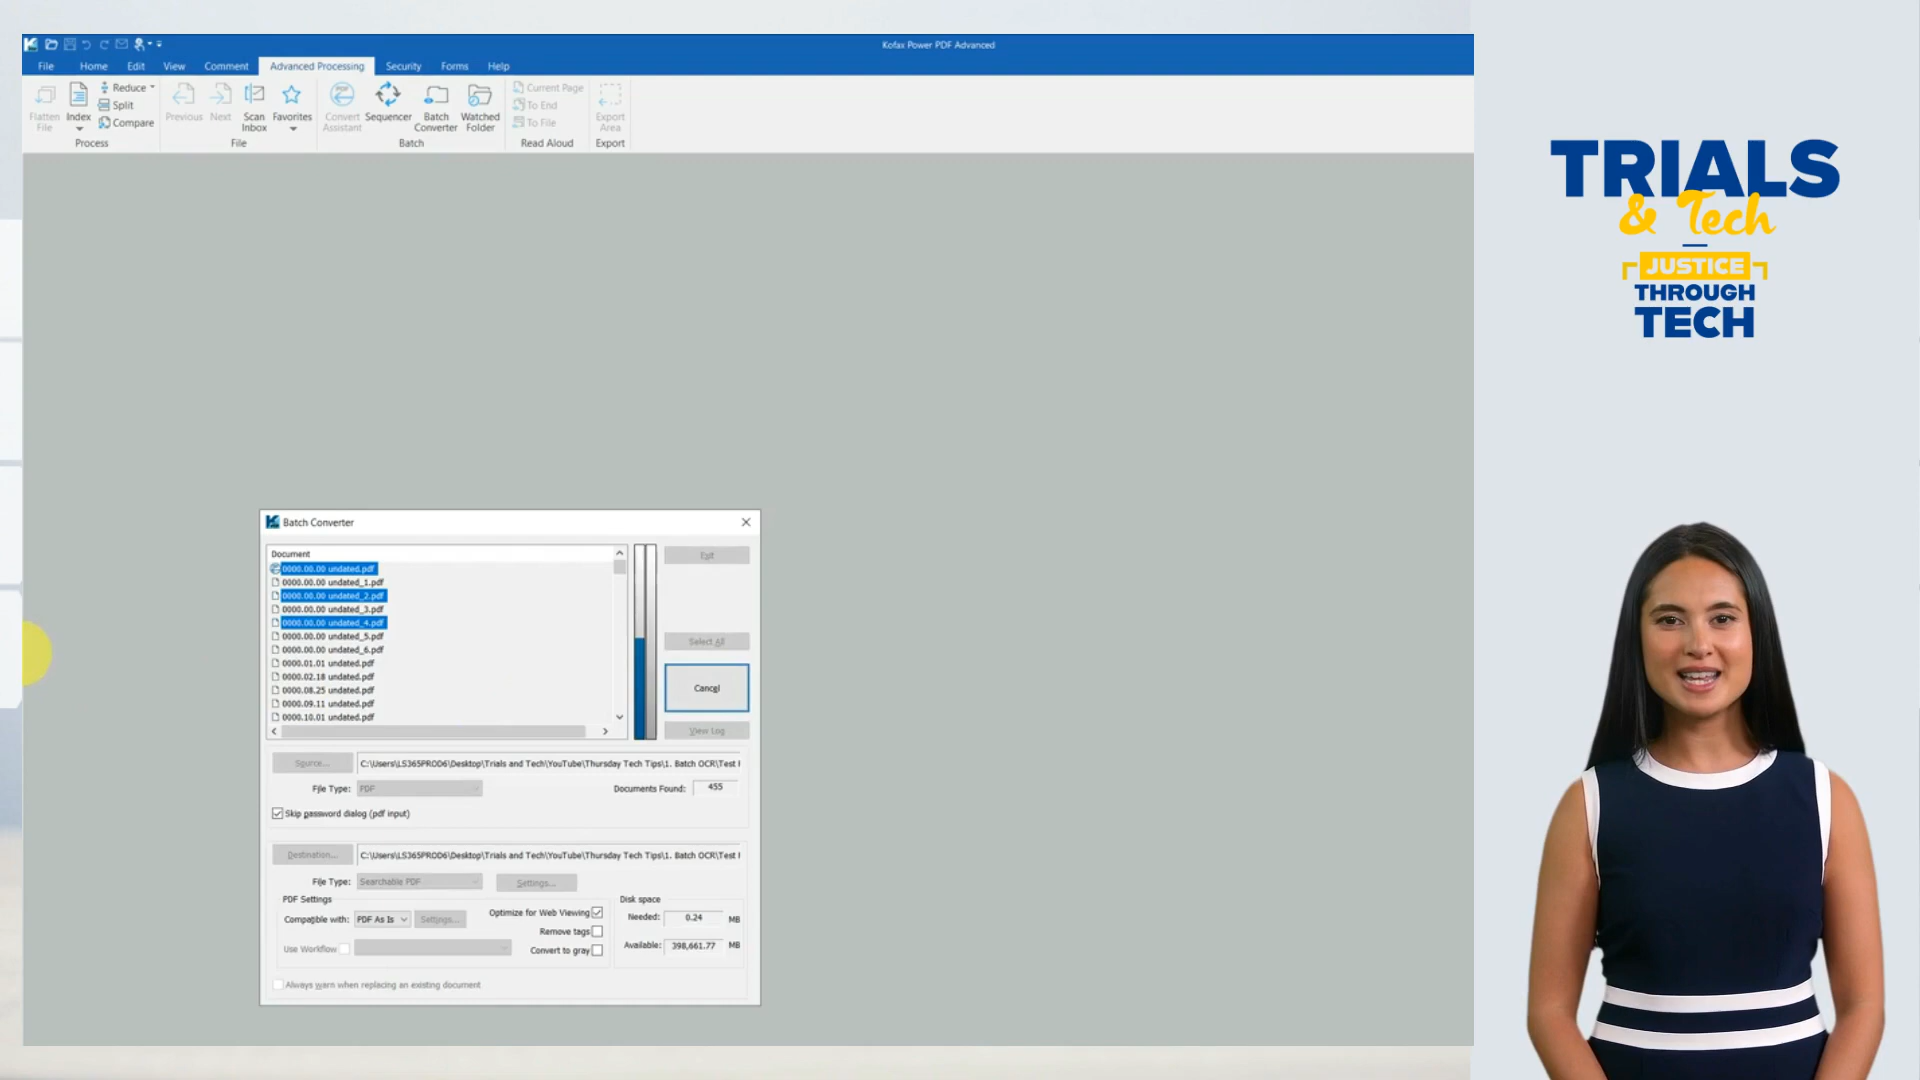 Kofax Power PDF Advanced
File Home Edit View Comment Advanced Processing Security Forms Help
Flatten File
Index
Reduce
Split
Compare
Process
Previous
Next
Scan Inbox
Favorites
File
Convert Assistant
Sequencer
Batch Converter
Watched Folder
Batch
Current Page
To End
To File
Read Aloud
Export Area
Export
TRIALS
& Tech
JUSTICE
THROUGH
TECH
Batch Converter
Document
0000.00.00 undated.pdf
0000.00.00 undated_1.pdf
0000.00.00 undated_2.pdf
0000.00.00 undated_3.pdf
0000.00.00 undated_4.pdf
0000.00.00 undated_5.pdf
0000.00.00 undated_6.pdf
0000.01.01 undated.pdf
0000.02.18 undated.pdf
0000.08.25 undated.pdf
0000.09.11 undated.pdf
0000.10.01 undated.pdf
Exit
Select All
Cancel
View Log
Source... C:\Users\LS365PROD6\Desktop\Trials and Tech\YouTube\Thursday Tech Tips\1. Batch OCR\Test
File Type: PDF Documents Found: 455
Skip password dialog (pdf input)
Destination... C:\Users\LS365PROD6\Desktop\Trials and Tech\YouTube\Thursday Tech Tips\1. Batch OCR\Test
File Type: Searchable PDF Settings...
PDF Settings
Compatible with: PDF As Is Settings...
Use Workflow
Optimize for Web Viewing
Remove tags
Convert to gray
Disk space
Needed: 0.24 MB
Available: 398,661.77 MB
Always warn when replacing an existing document